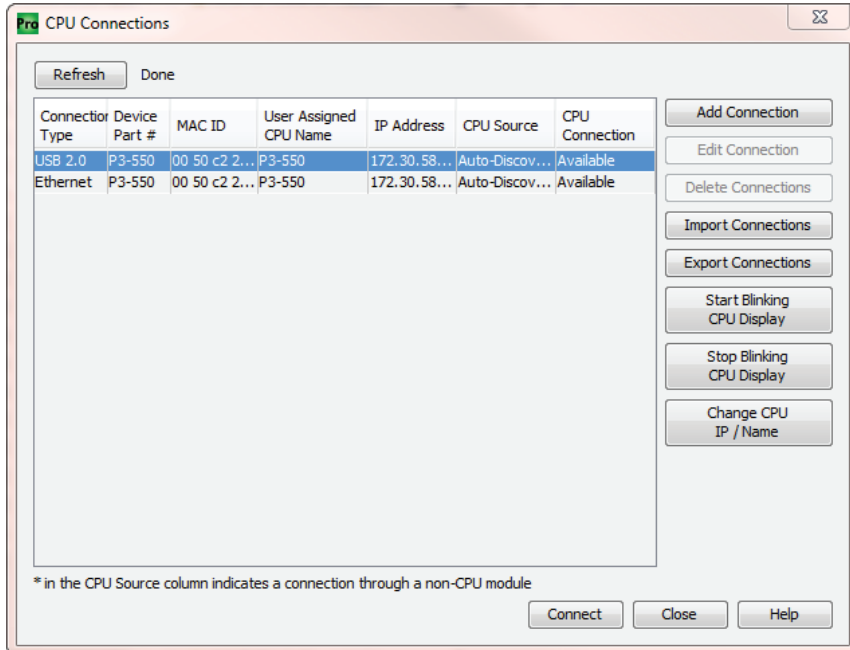 Pro CPU Connections
Refresh Done
Connection Device Part # MAC ID User Assigned CPU Name IP Address CPU Source CPU Connection
Type
USB 2.0 P3-550 00 50 c2 2... P3-550 172.30.58... Auto-Discov... Available
Ethernet P3-550 00 50 c2 2... P3-550 172.30.58... Auto-Discov... Available
Add Connection
Edit Connection
Delete Connections
Import Connections
Export Connections
Start Blinking
CPU Display
Stop Blinking
CPU Display
Change CPU
IP / Name
* in the CPU Source column indicates a connection through a non-CPU module
Connect Close Help